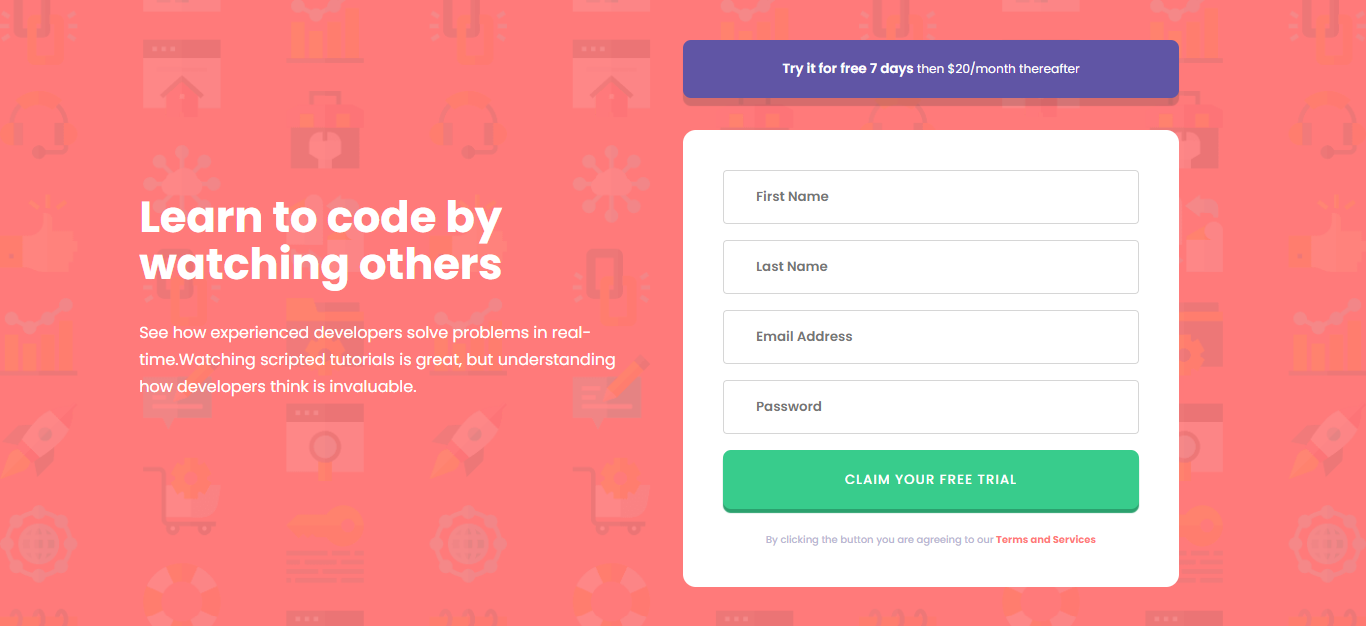 Learn to code by
watching others
See how experienced developers solve problems in real-
time.Watching scripted tutorials is great, but understanding
how developers think is invaluable.
Try it for free 7 days then $20/month thereafter
First Name
Last Name
Email Address
Password
CLAIM YOUR FREE TRIAL
By clicking the button you are agreeing to our Terms and Services